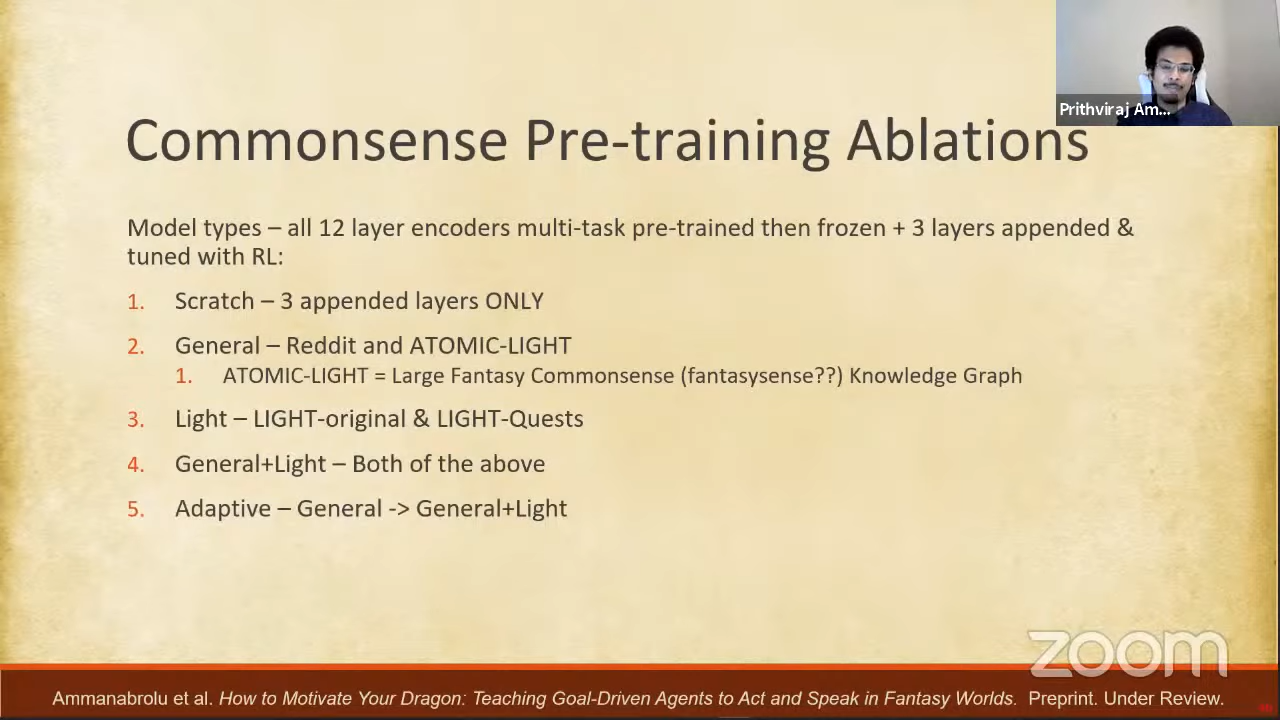 Prithviraj Am...
Commonsense Pre-training Ablations
Model types – all 12 layer encoders multi-task pre-trained then frozen + 3 layers appended &
tuned with RL:
1. Scratch – 3 appended layers ONLY
2. General – Reddit and ATOMIC-LIGHT
1. ATOMIC-LIGHT = Large Fantasy Commonsense (fantasysense??) Knowledge Graph
3. Light – LIGHT-original & LIGHT-Quests
4. General+Light – Both of the above
5. Adaptive – General -> General+Light
zoom
Ammanabrolu et al. How to Motivate Your Dragon: Teaching Goal-Driven Agents to Act and Speak in Fantasy Worlds. Preprint. Under Review.